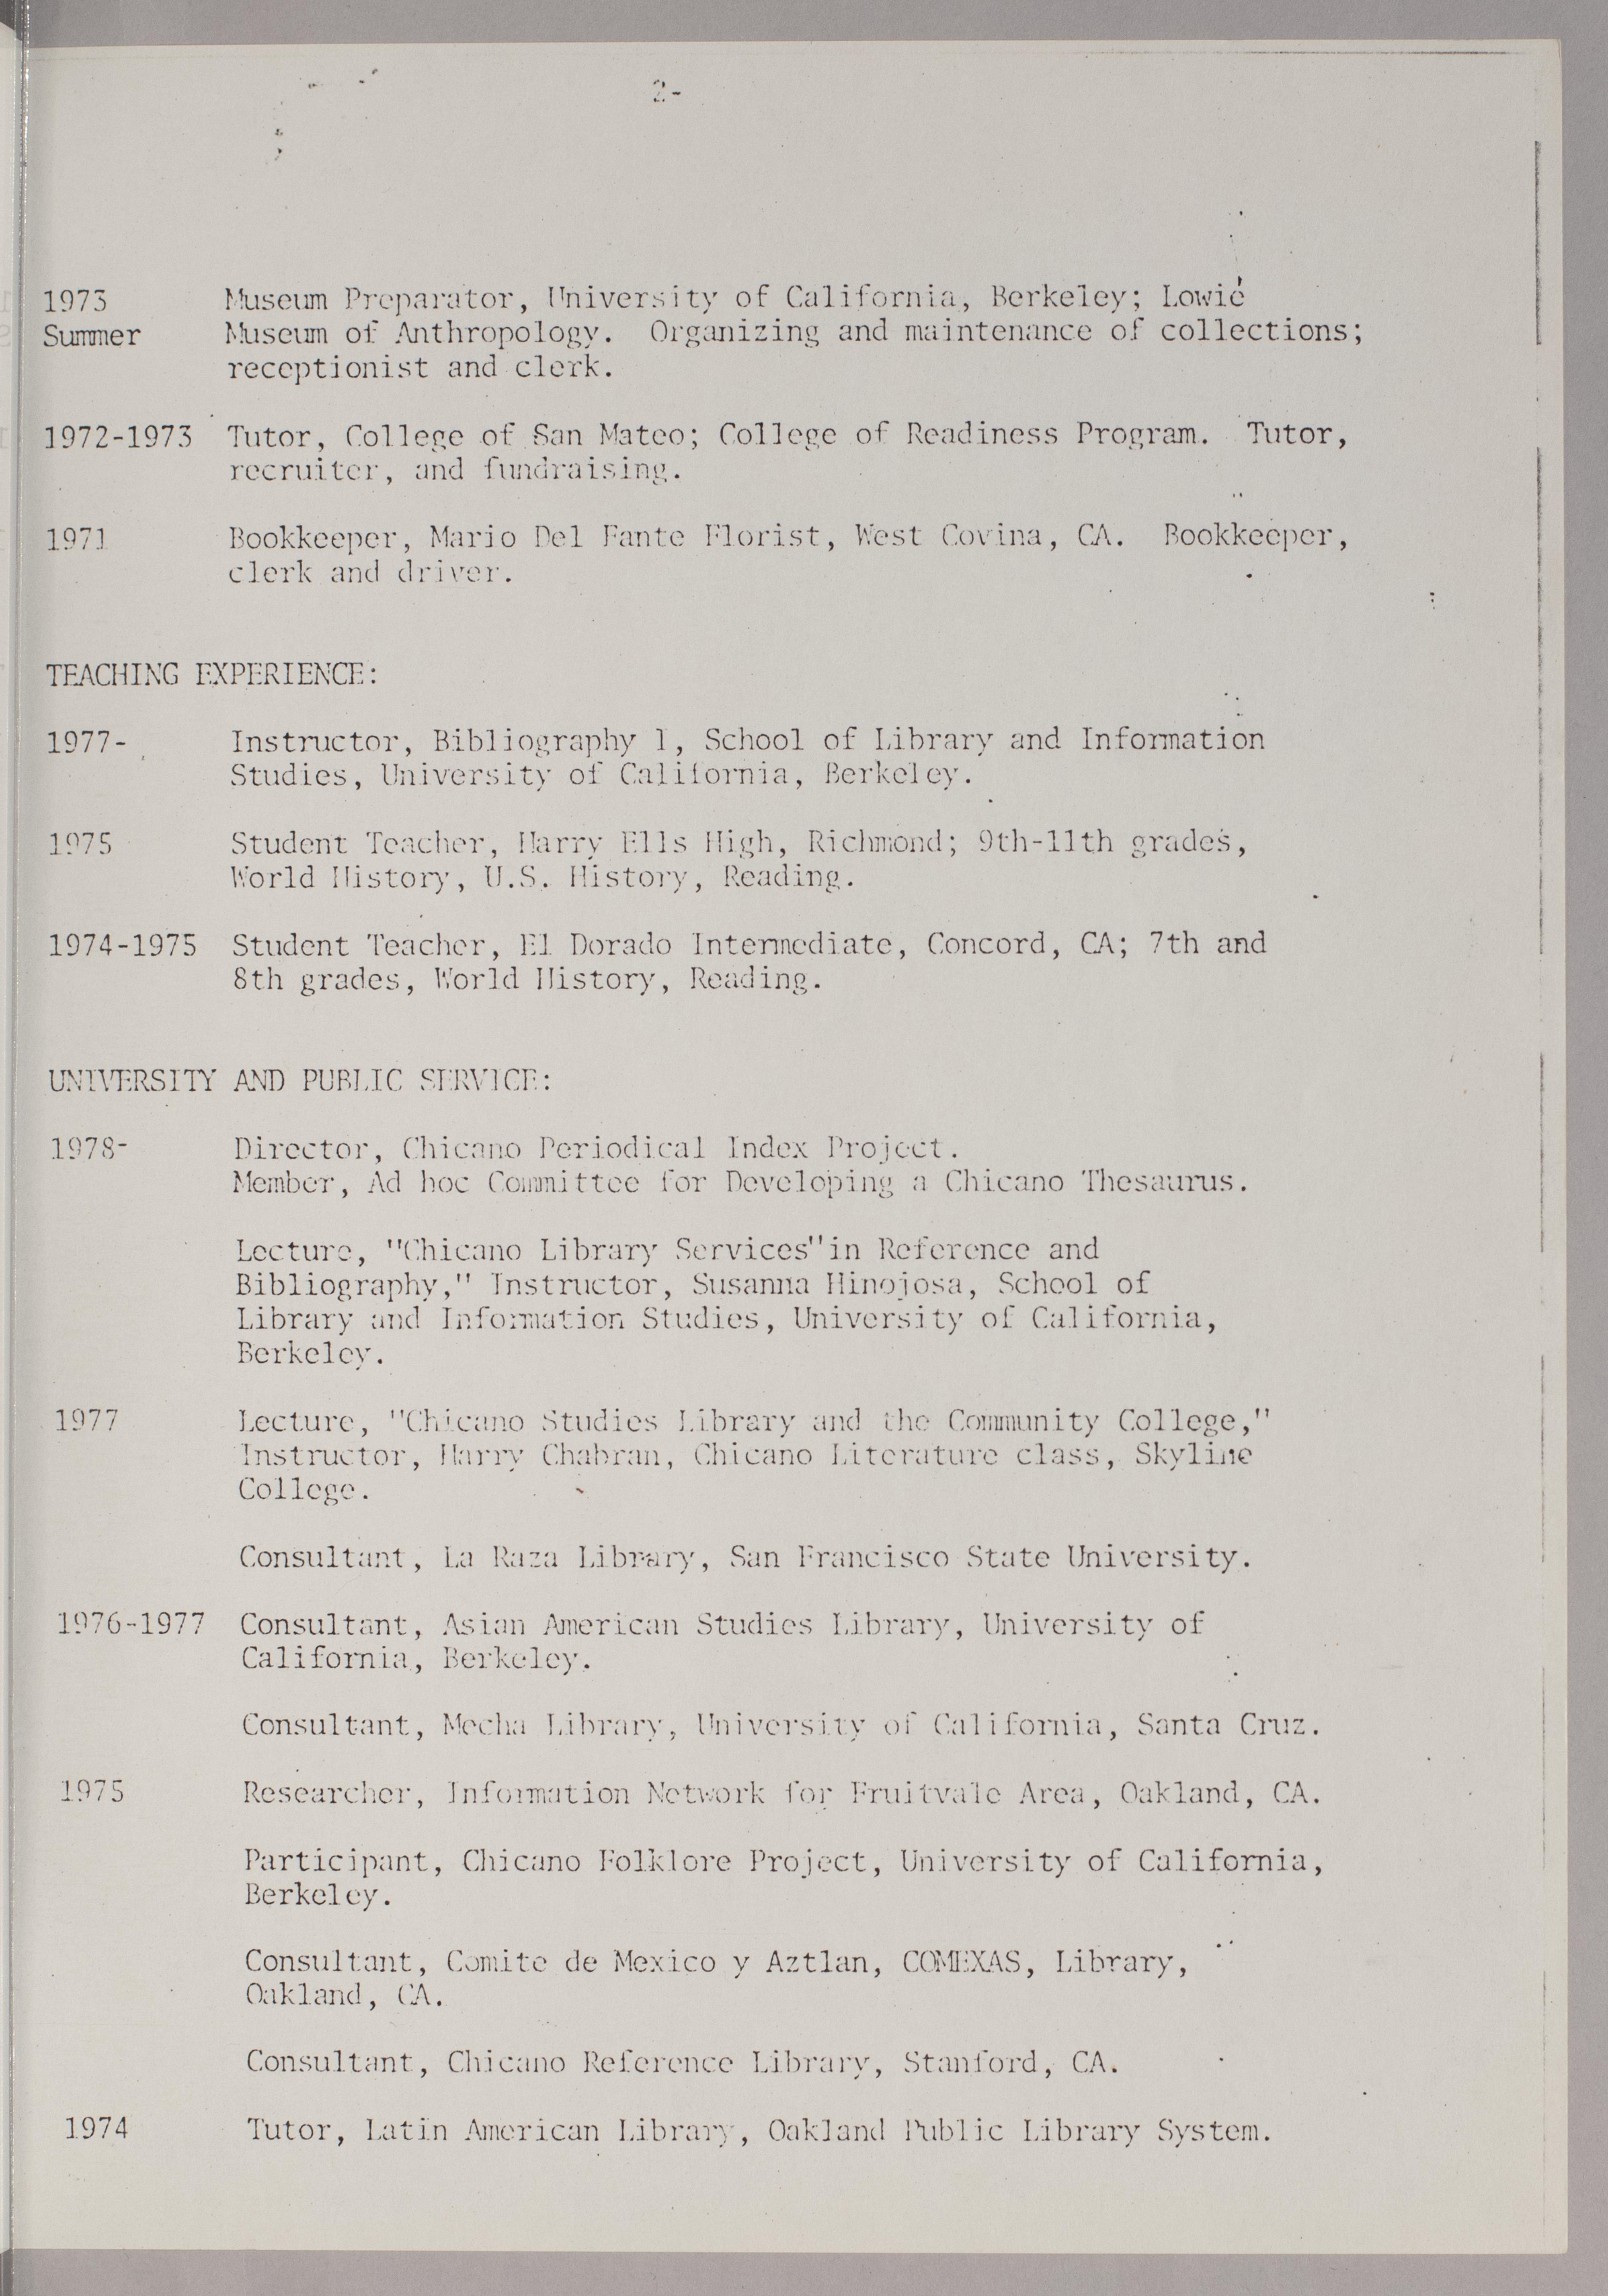 2-
1973 Museum Preparator, University of California, Berkeley; Lowie
Summer Museum of Anthropology. Organizing and maintenance of collections;
receptionist and clerk.
1972-1973 Tutor, College of San Mateo; College of Readiness Program. Tutor,
recruiter, and fundraising.
1971 Bookkeeper, Mario Del Fante Florist, West Covina, CA. Bookkeeper,
clerk and driver.
TEACHING EXPERIENCE:
1977- Instructor, Bibliography 1, School of Library and Information
Studies, University of California, Berkeley.
1975 Student Teacher, Harry Ells High, Richmond; 9th-11th grades,
World History, U.S. History, Reading.
1974-1975 Student Teacher, El Dorado Intermediate, Concord, CA; 7th and
8th grades, World History, Reading.
UNIVERSITY AND PUBLIC SERVICE:
1978- Director, Chicano Periodical Index Project.
Member, Ad hoc Committee for Developing a Chicano Thesaurus.
Lecture, "Chicano Library Services"in Reference and
Bibliography," Instructor, Susanna Hinojosa, School of
Library and Information Studies, University of California,
Berkeley.
1977 Lecture, "Chicano Studies Library and the Community College,"
Instructor, Harry Chabran, Chicano Literature class, Skyline
College.
Consultant, La Raza Library, San Francisco State University.
1976-1977 Consultant, Asian American Studies Library, University of
California, Berkeley.
Consultant, Mecha Library, University of California, Santa Cruz.
1975 Researcher, Information Network for Fruitvale Area, Oakland, CA.
Participant, Chicano Folklore Project, University of California,
Berkeley.
Consultant, Comite de Mexico y Aztlan, COMEXAS, Library,
Oakland, CA.
Consultant, Chicano Reference Library, Stanford, CA.
1974 Tutor, Latin American Library, Oakland Public Library System.